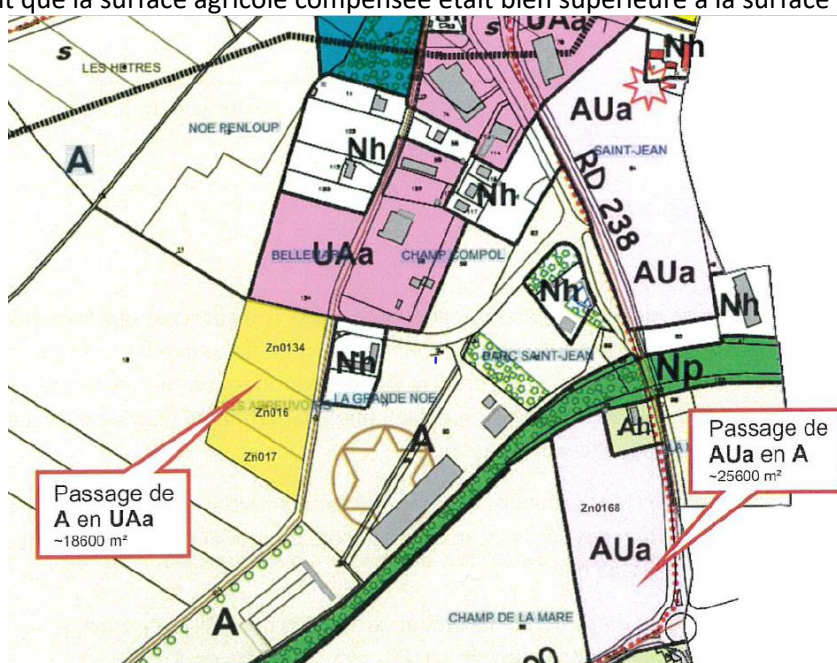 t que la surface agricole compensée était bien supérieure à la surface
UAa
S
Nh
S
LES HETRES
AUa
NOE RENLOUP
Nh
A
SAINT-JEAN
RD 238
Nh
BELLEMARE
UAa
CHAMP COMPOL
AUa
Nh
Nh
Zn0134
Nh
PARC SAINT-JEAN
Np
LA GRANDE NOE
LES ABREUVOIRS
Zn016
A
Ah
Zn017
Passage de
AUa en A
~25600 m²
Passage de
A en UAa
~18600 m²
Zn0168
AUa
A
CHAMP DE LA MARE